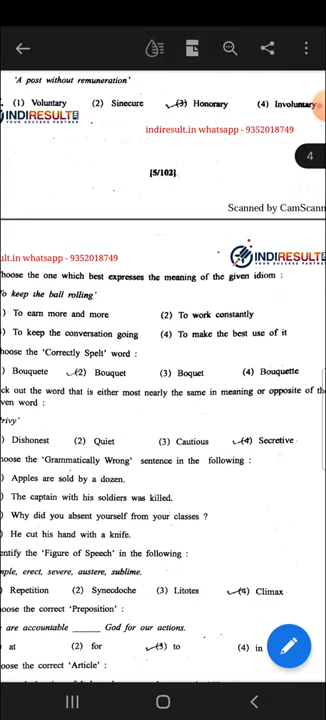 'A post without remuneration'
(1) Voluntary (2) Sinecure (3) Honorary (4) Involuntary
INDIRESULT
YOUR SUCCESS PARTNER
indiresult.in whatsapp - 9352018749
4
[5/102]
Scanned by CamScann
ult.in whatsapp - 9352018749
INDIRESULT
YOUR SUCCESS PARTNER
hoose the one which best expresses the meaning of the given idiom :
To keep the ball rolling'
) To earn more and more (2) To work constantly
) To keep the conversation going (4) To make the best use of it
hoose the 'Correctly Spelt' word :
) Bouquete (2) Bouquet (3) Boquet (4) Bouquette
ck out the word that is either most nearly the same in meaning or opposite of th
ven word :
rivy'
) Dishonest (2) Quiet (3) Cautious (4) Secretive
hoose the 'Grammatically Wrong' sentence in the following :
) Apples are sold by a dozen.
) The captain with his soldiers was killed.
) Why did you absent yourself from your classes ?
) He cut his hand with a knife.
entify the 'Figure of Speech' in the following :
mple, erect, severe, austere, sublime.
) Repetition (2) Synecdoche (3) Litotes (4) Climax
oose the correct 'Preposition' :
are accountable ______ God for our actions.
at (2) for (3) to (4) in
oose the correct 'Article' :